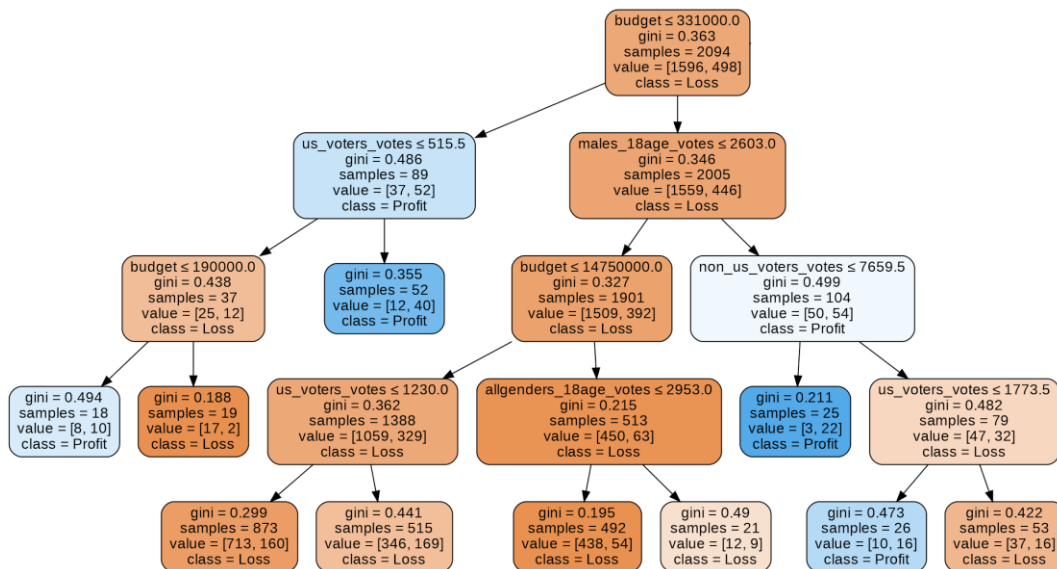 budget ≤ 331000.0
gini = 0.363
samples = 2094
value = [1596, 498]
class = Loss
us_voters_votes ≤ 515.5
gini = 0.486
samples = 89
value = [37, 52]
class = Profit
males_18age_votes ≤ 2603.0
gini = 0.346
samples = 2005
value = [1559, 446]
class = Loss
budget ≤ 190000.0
gini = 0.438
samples = 37
value = [25, 12]
class = Loss
gini = 0.355
samples = 52
value = [12, 40]
class = Profit
budget ≤ 14750000.0
gini = 0.327
samples = 1901
value = [1509, 392]
class = Loss
non_us_voters_votes ≤ 7659.5
gini = 0.499
samples = 104
value = [50, 54]
class = Profit
gini = 0.494
samples = 18
value = [8, 10]
class = Profit
gini = 0.188
samples = 19
value = [17, 2]
class = Loss
us_voters_votes ≤ 1230.0
gini = 0.362
samples = 1388
value = [1059, 329]
class = Loss
allgenders_18age_votes ≤ 2953.0
gini = 0.215
samples = 513
value = [450, 63]
class = Loss
gini = 0.211
samples = 25
value = [3, 22]
class = Profit
us_voters_votes ≤ 1773.5
gini = 0.482
samples = 79
value = [47, 32]
class = Loss
gini = 0.299
samples = 873
value = [713, 160]
class = Loss
gini = 0.441
samples = 515
value = [346, 169]
class = Loss
gini = 0.195
samples = 492
value = [438, 54]
class = Loss
gini = 0.49
samples = 21
value = [12, 9]
class = Loss
gini = 0.473
samples = 26
value = [10, 16]
class = Profit
gini = 0.422
samples = 53
value = [37, 16]
class = Loss